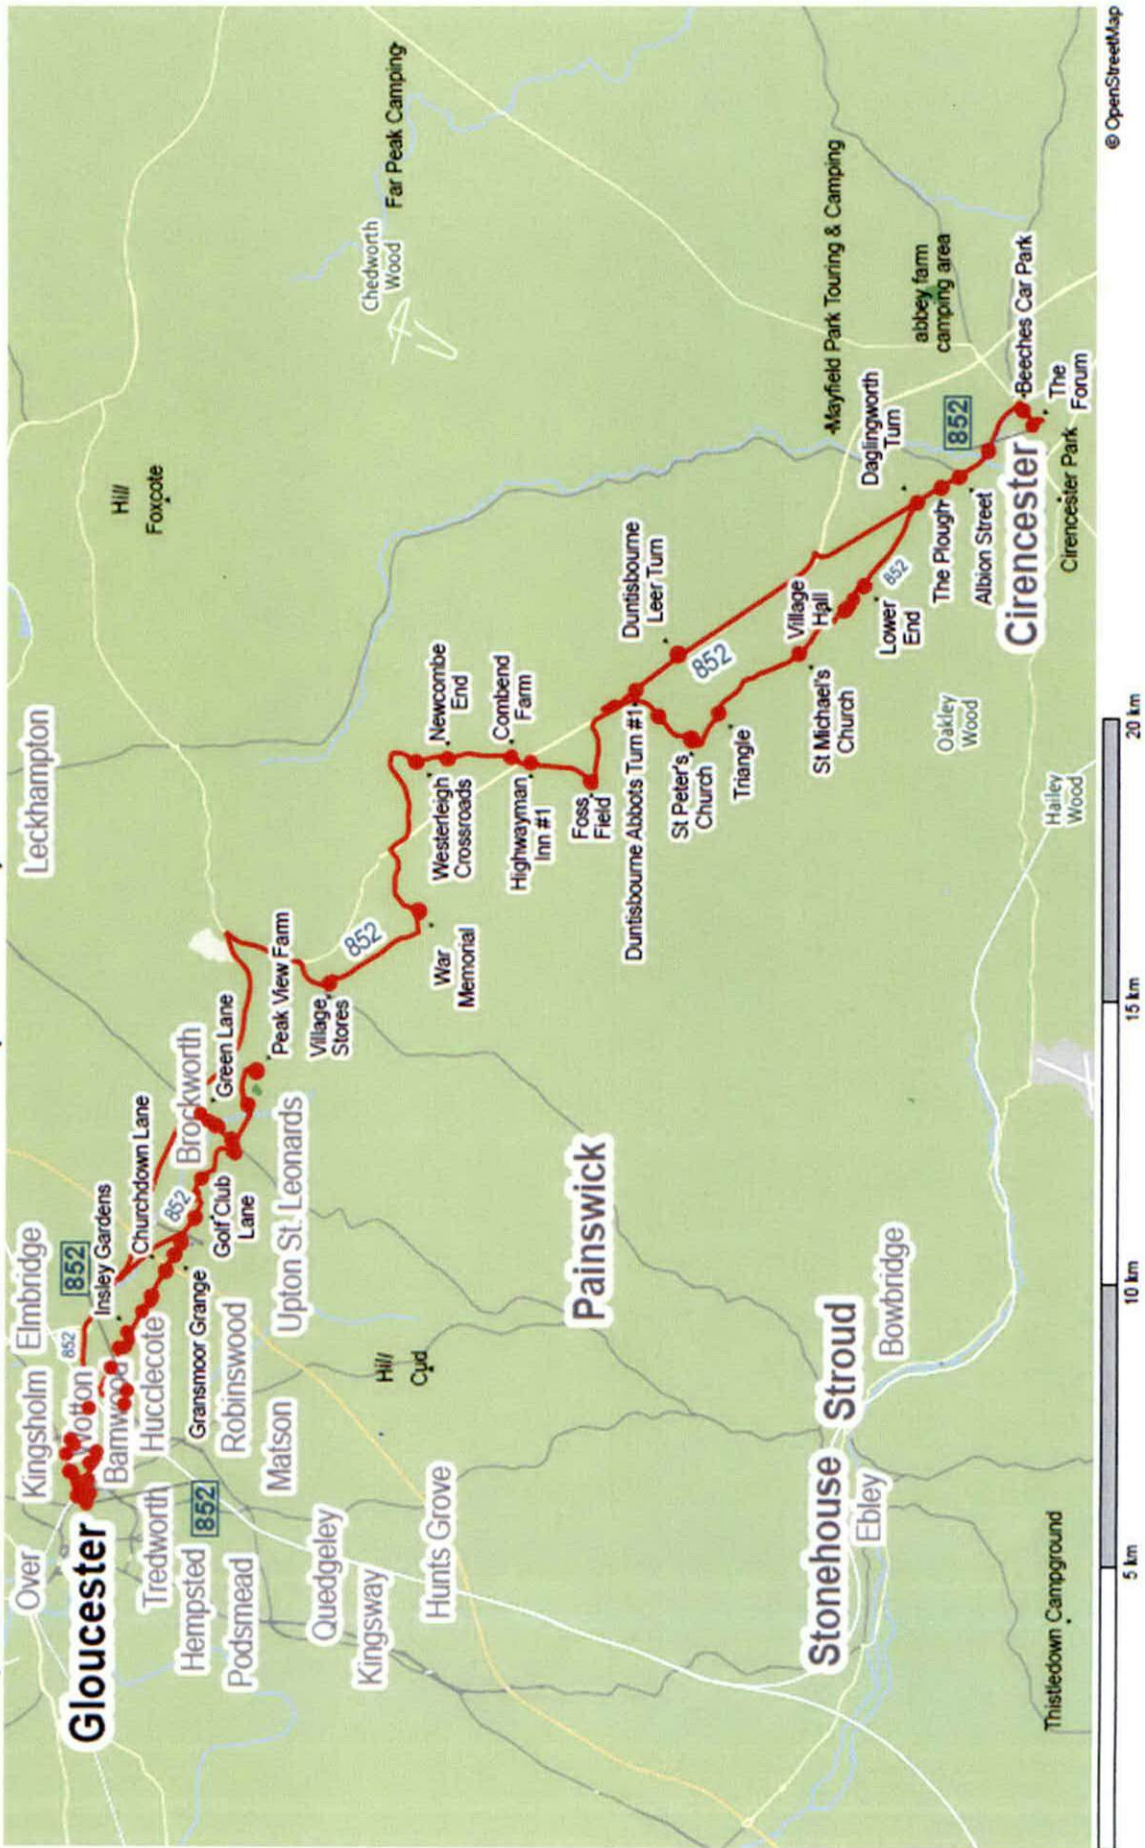 Over
Kingsholm
Elmbridge
Leckhampton
Gloucester
852
852
Wotton
Insley Gardens
Hill
Foxcote
Barnwood
Churchdown Lane
Tredworth
Hucclecote
852
Brockworth
Hempsted
852
Gransmoor Grange
Golf Club
Lane
Green Lane
Podsmead
Robinswood
Matson
Upton St. Leonards
Peak View Farm
Quedgeley
Village
Stores
852
Chedworth
Wood
Far Peak Camping
Kingsway
Hill
Cud
Hunts Grove
War
Memorial
Westerleigh
Crossroads
Newcombe
End
Combend
Farm
Highwayman
Inn #1
Foss
Field
Painswick
Duntisbourne Abbots Turn #1
Duntisbourne
Leer Turn
852
St Peter's
Church
Triangle
Village
Hall
St Michael's
Church
Mayfield Park Touring & Camping
Stonehouse
Stroud
Ebley
Bowbridge
Daglingworth
Turn
852
Lower
End
abbey farm
camping area
The Plough
852
Oakley
Wood
Albion Street
Cirencester
Beeches Car Park
The
Forum
Thistledown Campground
Hailey
Wood
Cirencester Park
5 km
10 km
15 km
20 km
© OpenStreetMap